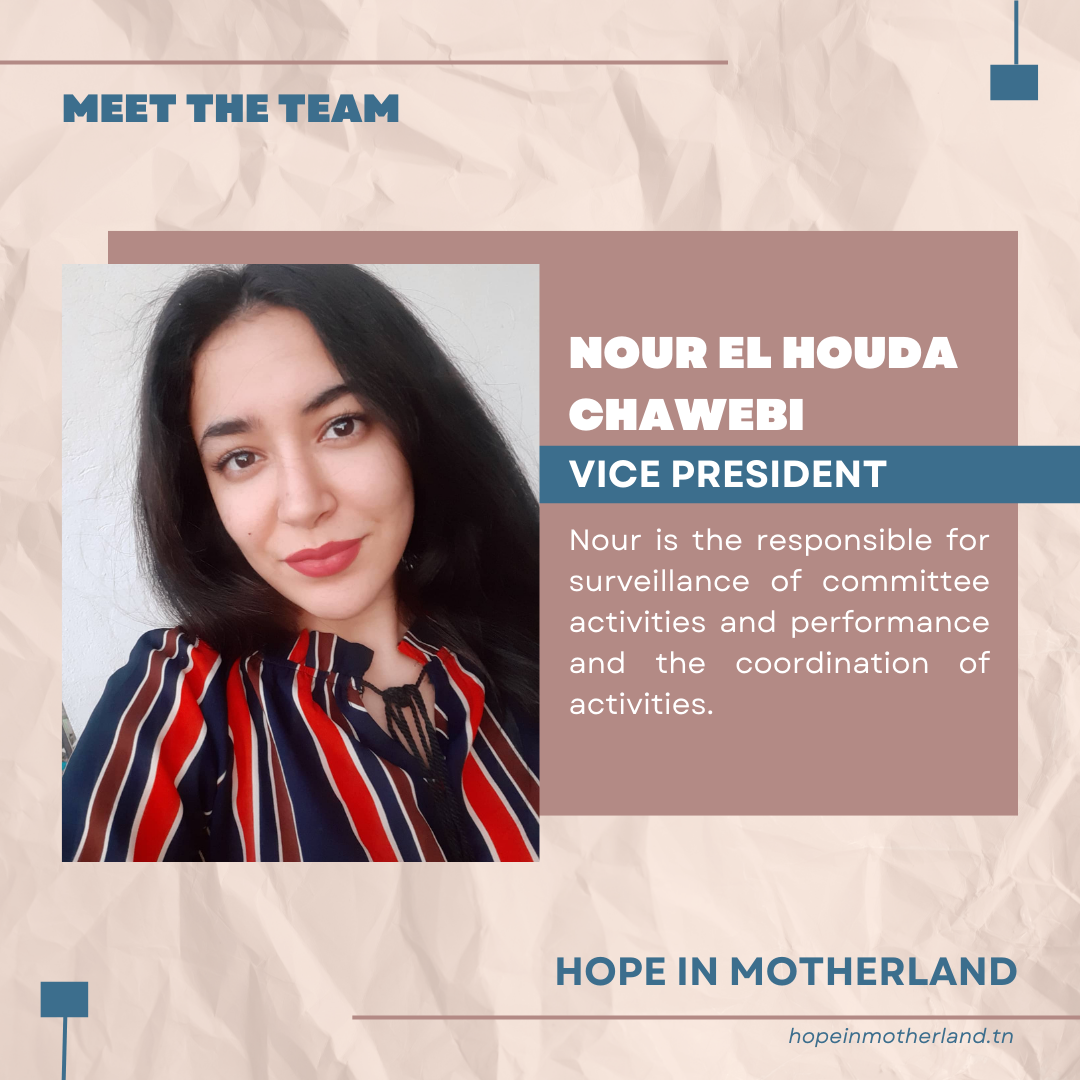 MEET THE TEAM
NOUR EL HOUDA
CHAWEBI
VICE PRESIDENT
Nour is the responsible for
surveillance of committee
activities and performance
and the coordination of
activities.
HOPE IN MOTHERLAND
hopeinmotherland.tn